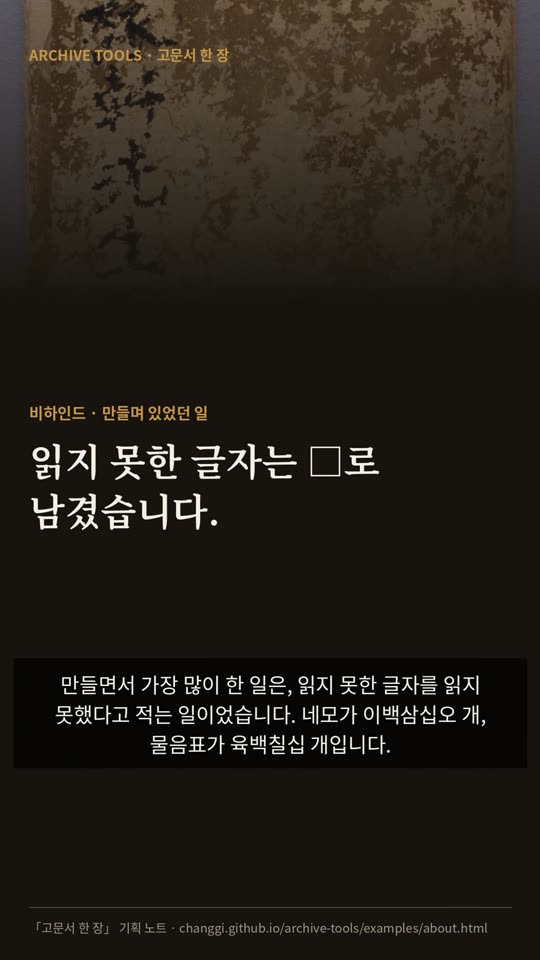 ARCHIVE TOOLS · 고문서 한 장
비하인드 · 만들며 있었던 일
읽지 못한 글자는 □로
남겼습니다.
만들면서 가장 많이 한 일은, 읽지 못한 글자를 읽지
못했다고 적는 일이었습니다. 네모가 이백삼십오 개,
물음표가 육백칠십 개입니다.
「고문서 한 장」 기획 노트 · changgi.github.io/archive-tools/examples/about.html